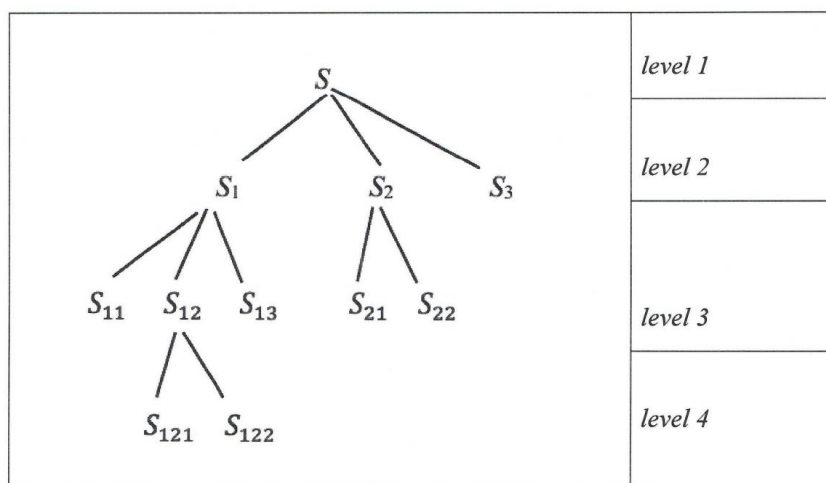 S level 1
S₁ S₂ S₃ level 2
S₁₁ S₁₂ S₁₃ S₂₁ S₂₂ level 3
S₁₂₁ S₁₂₂ level 4